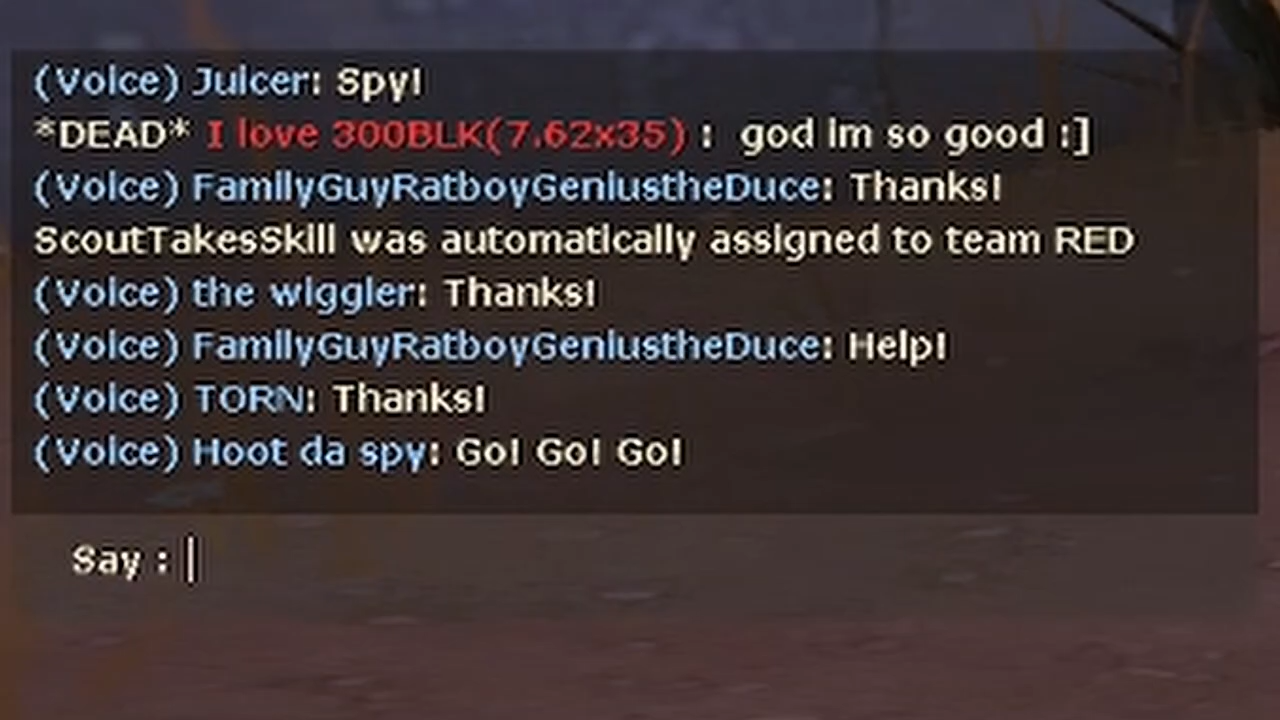 (Voice) Juicer: Spy!
*DEAD* I love 300BLK(7.62x35) :  god im so good :]
(Voice) FamilyGuyRatboyGeniustheDuce: Thanks!
ScoutTakesSkill was automatically assigned to team RED
(Voice) the wiggler: Thanks!
(Voice) FamilyGuyRatboyGeniustheDuce: Help!
(Voice) TORN: Thanks!
(Voice) Hoot da spy: Go! Go! Go!
Say :